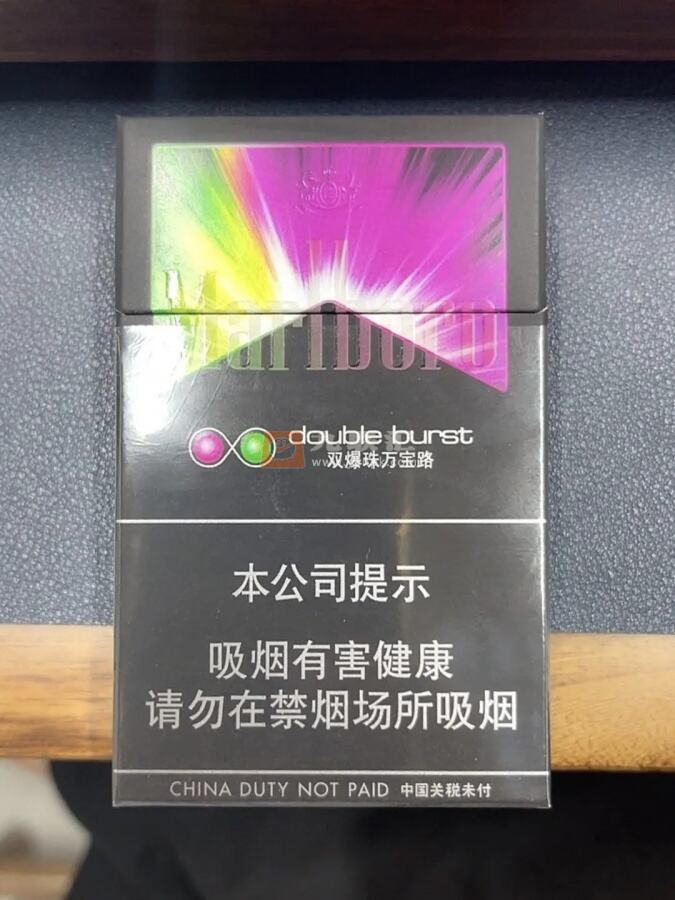 Marlboro
double burst
双爆珠万宝路
本公司提示
吸烟有害健康
请勿在禁烟场所吸烟
CHINA DUTY NOT PAID 中国关税未付